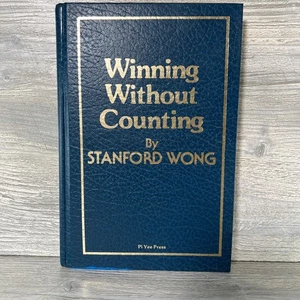 Winning
Without
Counting
By
STANFORD WONG
Pi Yee Press